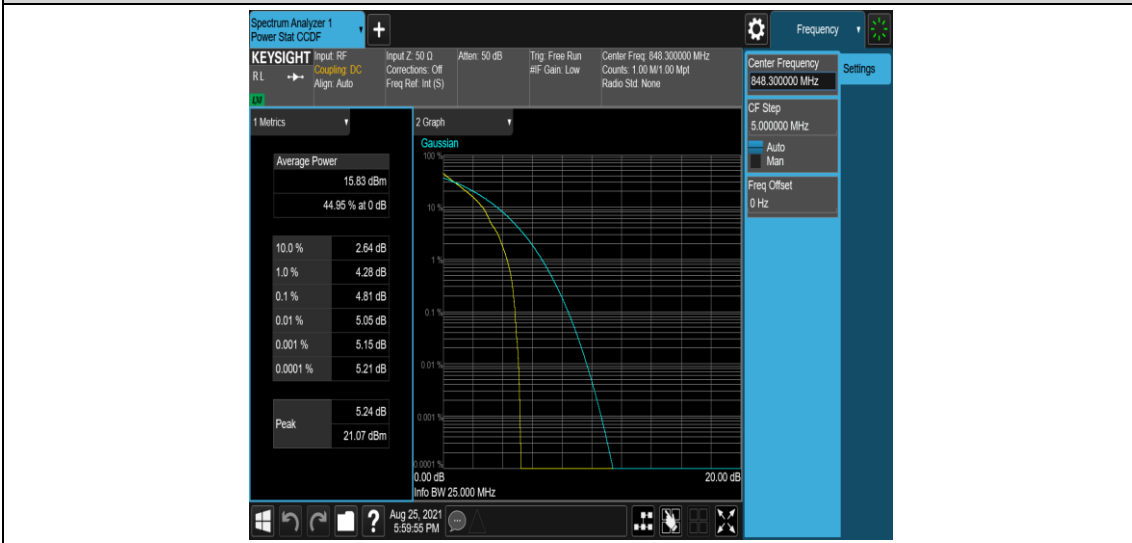 Spectrum Analyzer 1
Power Stat CCDF
+
Frequency
KEYSIGHT
RL
LXI
Input: RF
Coupling: DC
Align: Auto
Input Z: 50 Ω
Corrections: Off
Freq Ref: Int (S)
Atten: 50 dB
Trig: Free Run
#IF Gain: Low
Center Freq: 848.300000 MHz
Counts: 1.00 M/1.00 Mpt
Radio Std: None
Center Frequency
848.300000 MHz
Settings
CF Step
5.000000 MHz
Auto
Man
Freq Offset
0 Hz
1 Metrics
Average Power
15.83 dBm
44.95 % at 0 dB
10.0 % 2.64 dB
1.0 % 4.28 dB
0.1 % 4.81 dB
0.01 % 5.05 dB
0.001 % 5.15 dB
0.0001 % 5.21 dB
Peak
5.24 dB
21.07 dBm
2 Graph
Gaussian
100 %
10 %
1 %
0.1 %
0.01 %
0.001 %
0.0001 %
0.00 dB 20.00 dB
Info BW 25.000 MHz
?
Aug 25, 2021
5:59:55 PM